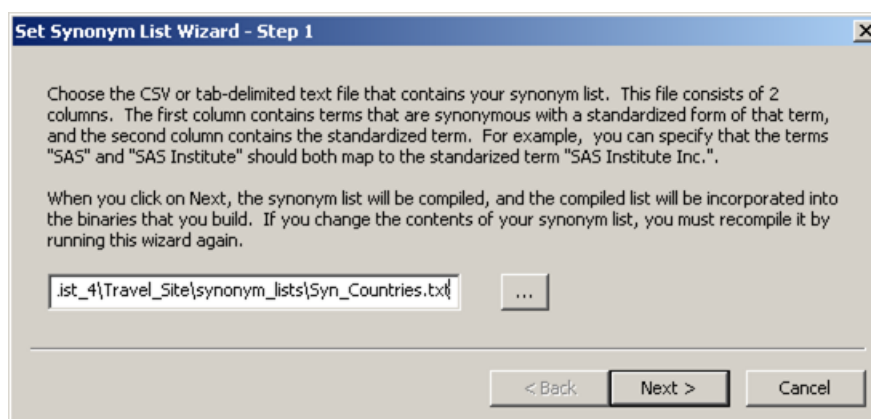 Set Synonym List Wizard - Step 1
Choose the CSV or tab-delimited text file that contains your synonym list. This file consists of 2
columns. The first column contains terms that are synonymous with a standardized form of that term,
and the second column contains the standardized term. For example, you can specify that the terms
"SAS" and "SAS Institute" should both map to the standarized term "SAS Institute Inc.".
When you click on Next, the synonym list will be compiled, and the compiled list will be incorporated into
the binaries that you build. If you change the contents of your synonym list, you must recompile it by
running this wizard again.
.ist_4\Travel_Site\synonym_lists\Syn_Countries.txt
...
< Back
Next >
Cancel